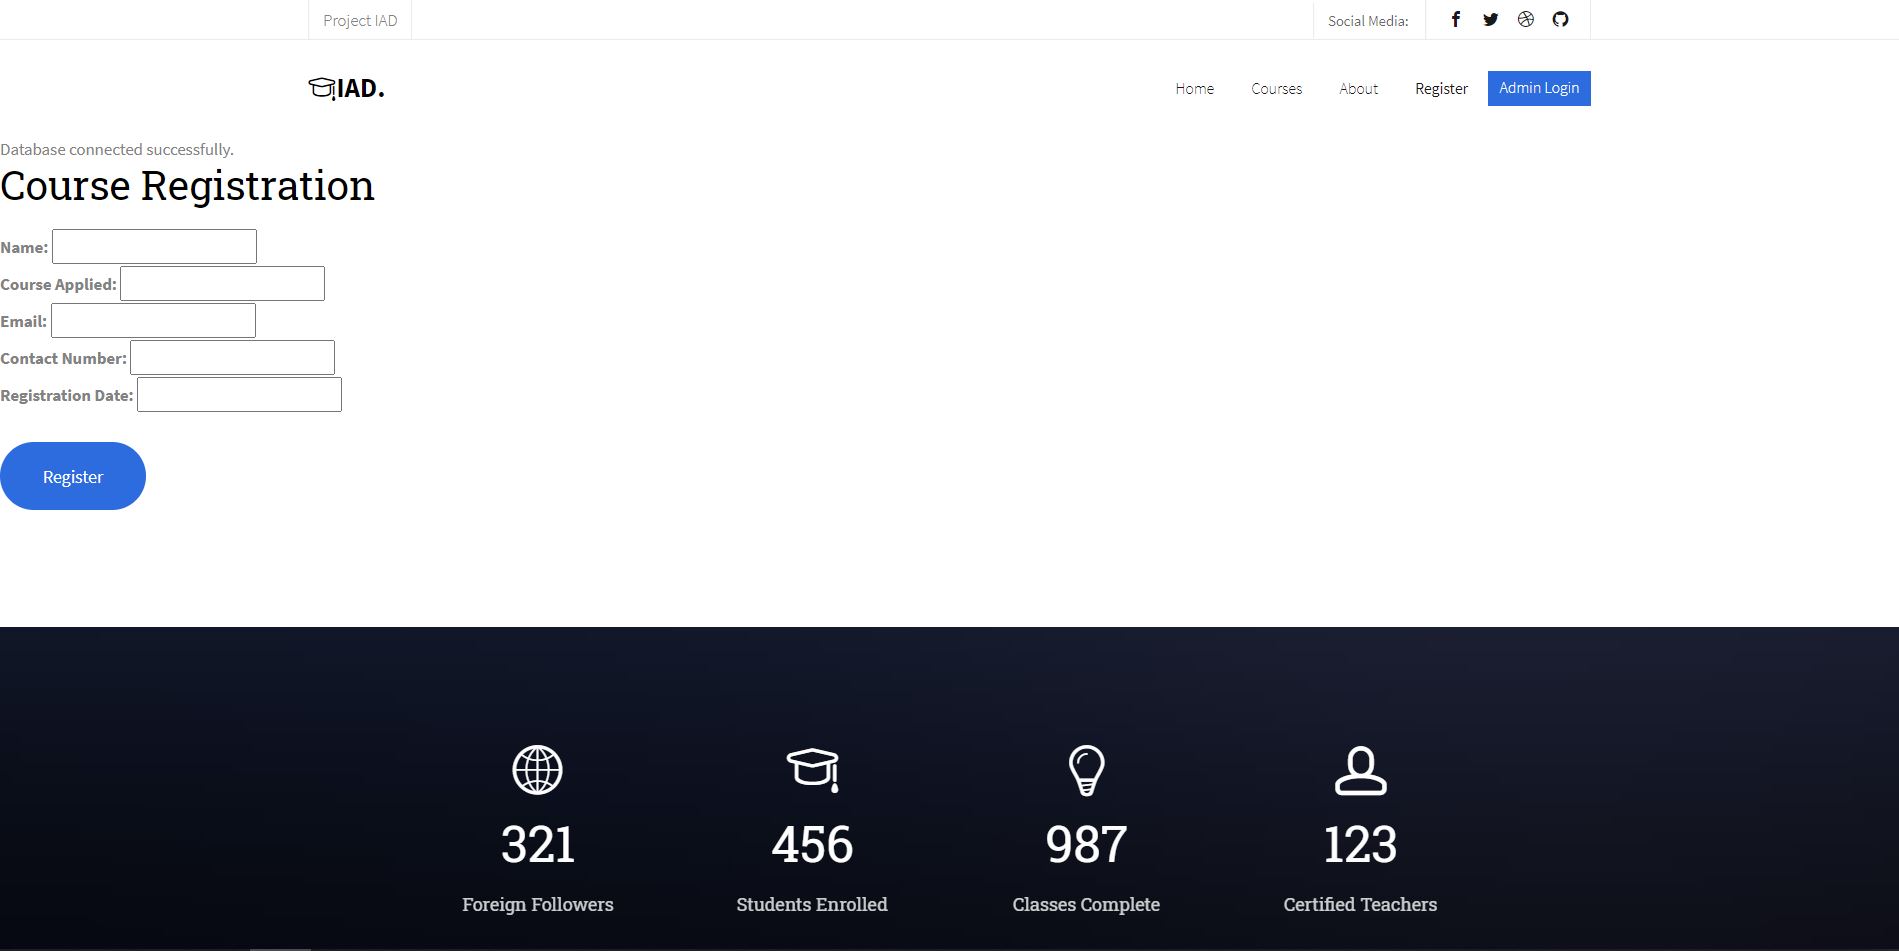 Project IAD
Social Media:
IAD.
Home Courses About Register Admin Login
Database connected successfully.
Course Registration
Name:
Course Applied:
Email:
Contact Number:
Registration Date:
Register
321 456 987 123
Foreign Followers Students Enrolled Classes Complete Certified Teachers